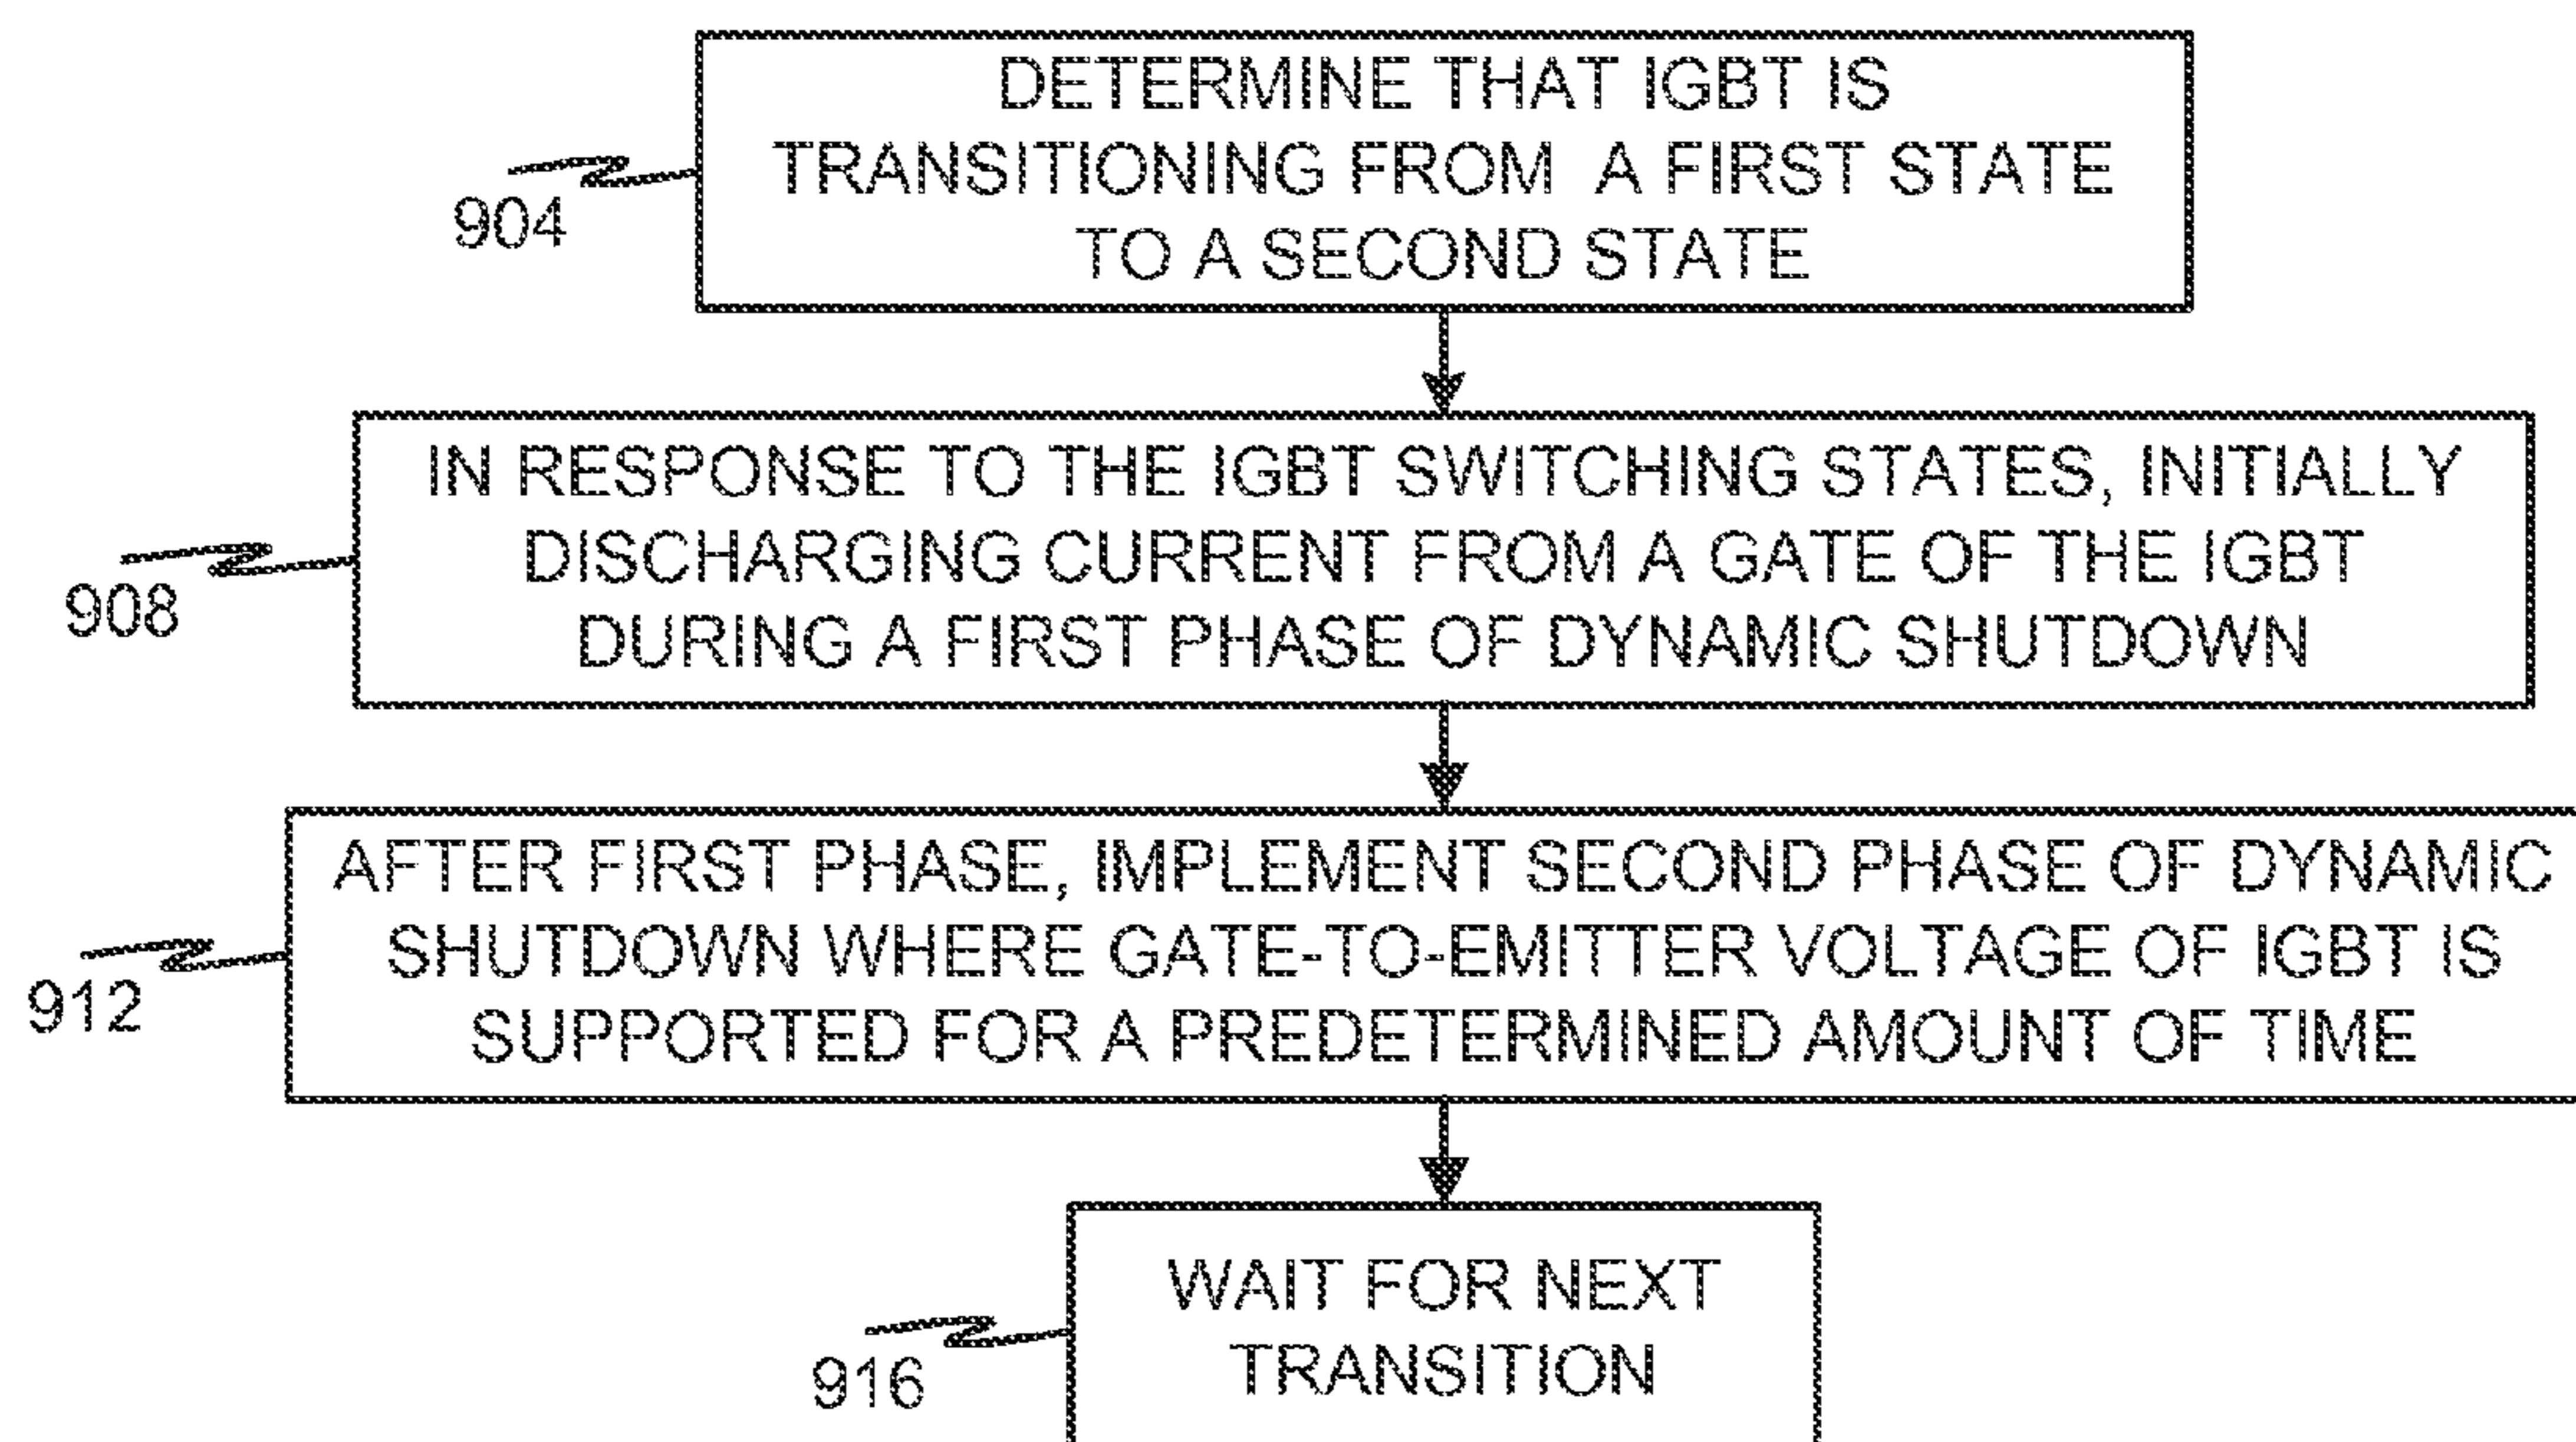 DETERMINE THAT IGBT IS
TRANSITIONING FROM A FIRST STATE
TO A SECOND STATE
904
IN RESPONSE TO THE IGBT SWITCHING STATES, INITIALLY
DISCHARGING CURRENT FROM A GATE OF THE IGBT
DURING A FIRST PHASE OF DYNAMIC SHUTDOWN
908
AFTER FIRST PHASE, IMPLEMENT SECOND PHASE OF DYNAMIC
SHUTDOWN WHERE GATE-TO-EMITTER VOLTAGE OF IGBT IS
SUPPORTED FOR A PREDETERMINED AMOUNT OF TIME
912
WAIT FOR NEXT
TRANSITION
916